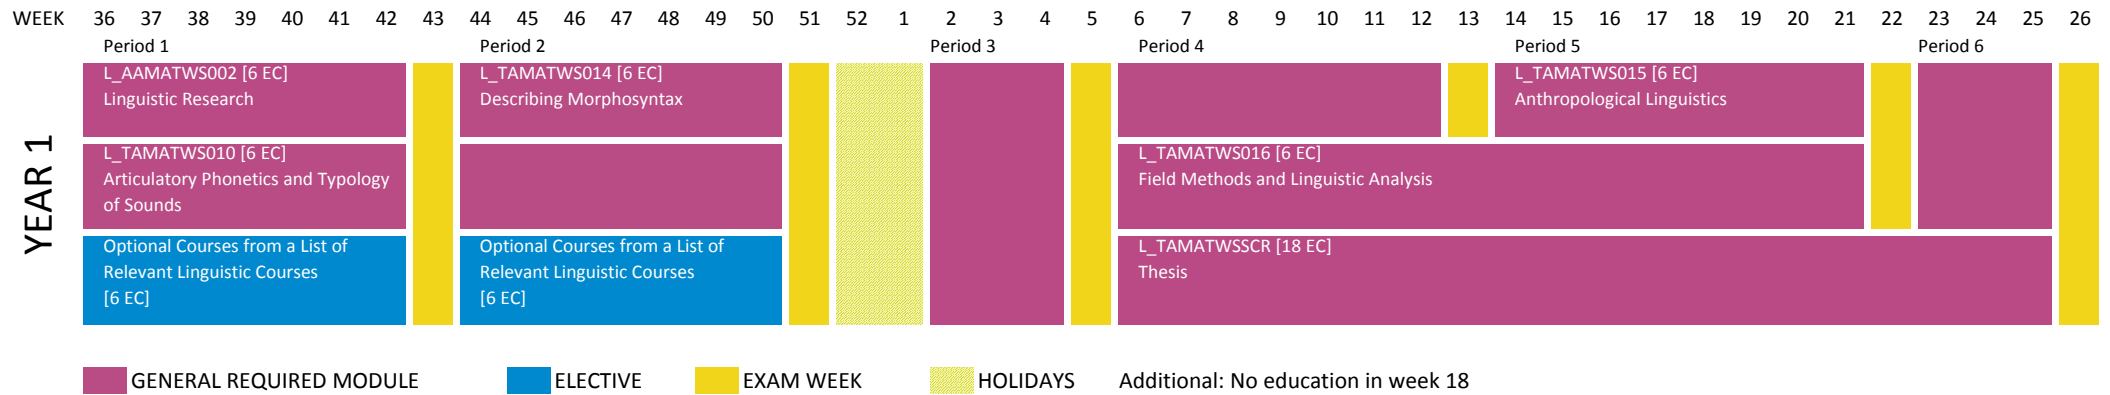 WEEK 36 37 38 39 40 41 42 43 44 45 46 47 48 49 50 51 52 1 2 3 4 5 6 7 8 9 10 11 12 13 14 15 16 17 18 19 20 21 22 23 24 25 26
Period 1 Period 2 Period 3 Period 4 Period 5 Period 6
YEAR 1
L_AAMATWS002 [6 EC]
Linguistic Research
L_TAMATWS014 [6 EC]
Describing Morphosyntax
L_TAMATWS015 [6 EC]
Anthropological Linguistics
L_TAMATWS010 [6 EC]
Articulatory Phonetics and Typology
of Sounds
L_TAMATWS016 [6 EC]
Field Methods and Linguistic Analysis
Optional Courses from a List of
Relevant Linguistic Courses
[6 EC]
Optional Courses from a List of
Relevant Linguistic Courses
[6 EC]
L_TAMATWSSCR [18 EC]
Thesis
GENERAL REQUIRED MODULE ELECTIVE EXAM WEEK HOLIDAYS Additional: No education in week 18